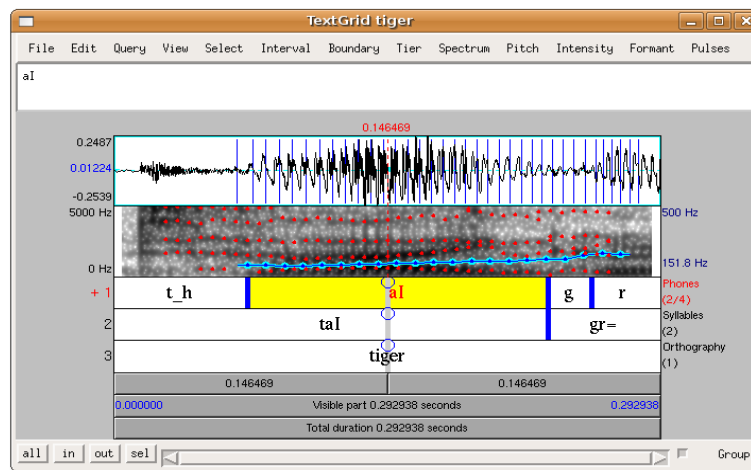 TextGrid tiger
File Edit Query View Select Interval Boundary Tier Spectrum Pitch Intensity Formant Pulses
aI
0.146469
0.2487
0.01224
-0.2539
5000 Hz 500 Hz
0 Hz 151.8 Hz
+ 1 t_h aI g r Phones (2/4)
2 taI gr= Syllables (2)
3 tiger Orthography (1)
0.146469 0.146469
0.000000 Visible part 0.292938 seconds 0.292938
Total duration 0.292938 seconds
all in out sel Group